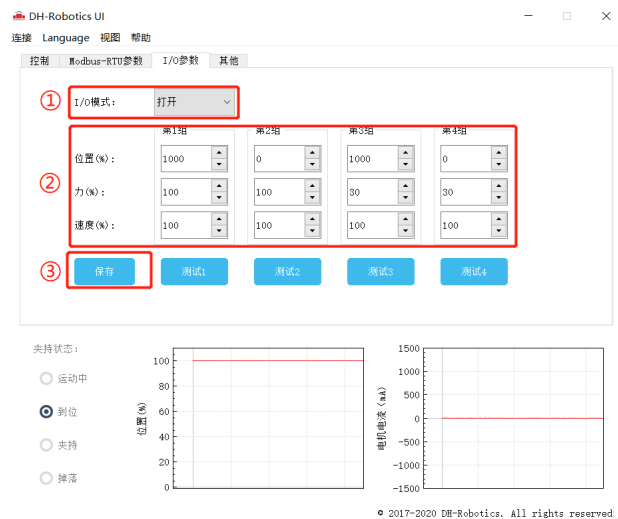 DH-Robotics UI
连接 Language 视图 帮助
控制 Modbus-RTU参数 I/O参数 其他
① I/O模式： 打开
第1组 第2组 第3组 第4组
位置(%)： 1000 0 1000 0
② 力(%)： 100 100 30 30
速度(%)： 100 100 100 100
③ 保存 测试1 测试2 测试3 测试4
夹持状态：
运动中
到位
夹持
掉落
位置(%)
100
80
60
40
20
0
电机电流(mA)
1500
1000
500
0
-500
-1000
-1500
© 2017-2020 DH-Robotics. All rights reserved